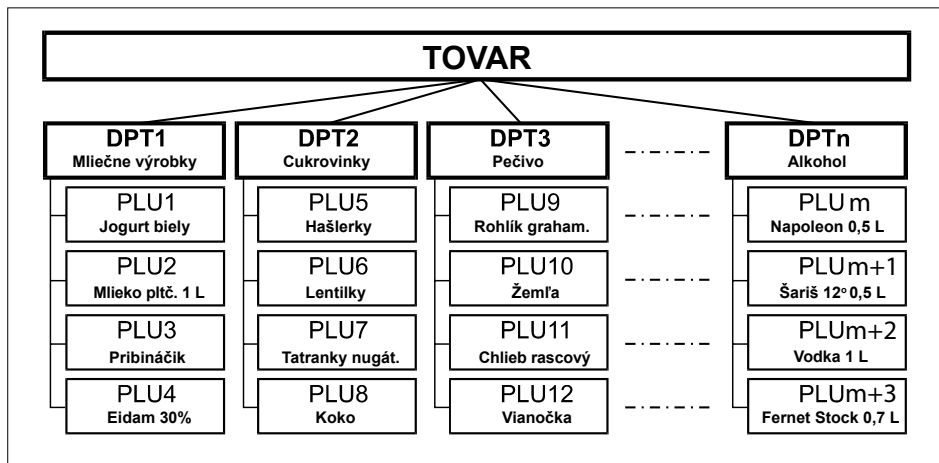 TOVAR
DPT1
Mliečne výrobky
PLU1
Jogurt biely
PLU2
Mlieko pltč. 1 L
PLU3
Pribináčik
PLU4
Eidam 30%
DPT2
Cukrovinky
PLU5
Hašlerky
PLU6
Lentilky
PLU7
Tatranky nugát.
PLU8
Koko
DPT3
Pečivo
PLU9
Rohlík graham.
PLU10
Žemľa
PLU11
Chlieb rascový
PLU12
Vianočka
DPTn
Alkohol
PLU m
Napoleon 0,5 L
PLUm+1
Šariš 12º 0,5 L
PLUm+2
Vodka 1 L
PLUm+3
Fernet Stock 0,7 L